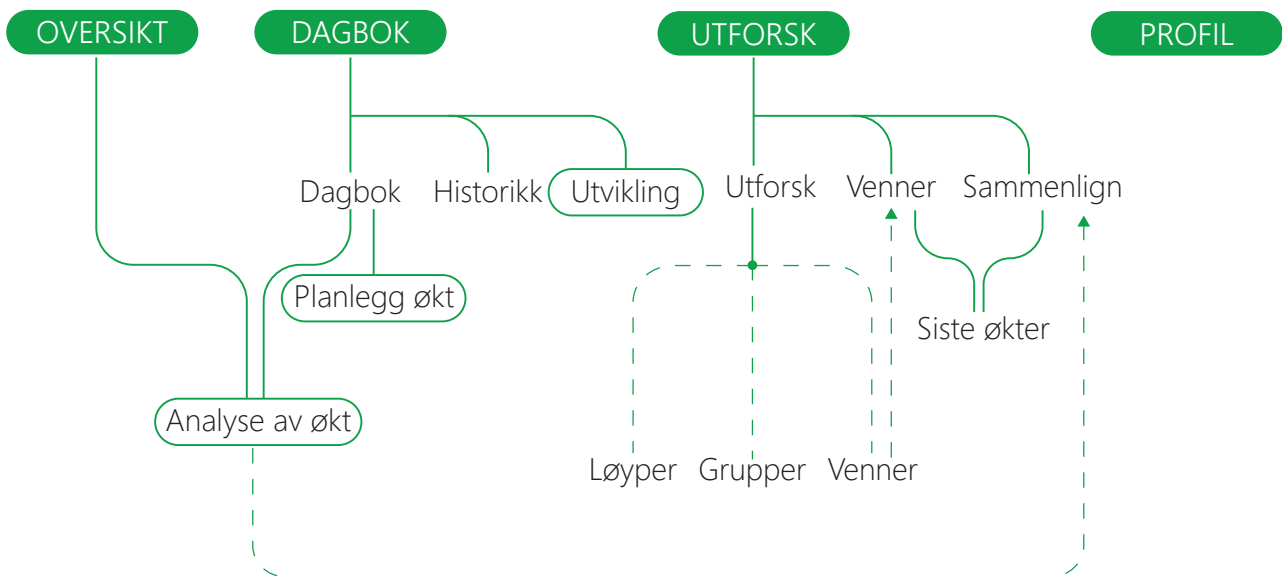 OVERSIKT
DAGBOK
UTFORSK
PROFIL
Dagbok
Historikk
Utvikling
Utforsk
Venner
Sammenlign
Planlegg økt
Siste økter
Analyse av økt
Løyper
Grupper
Venner